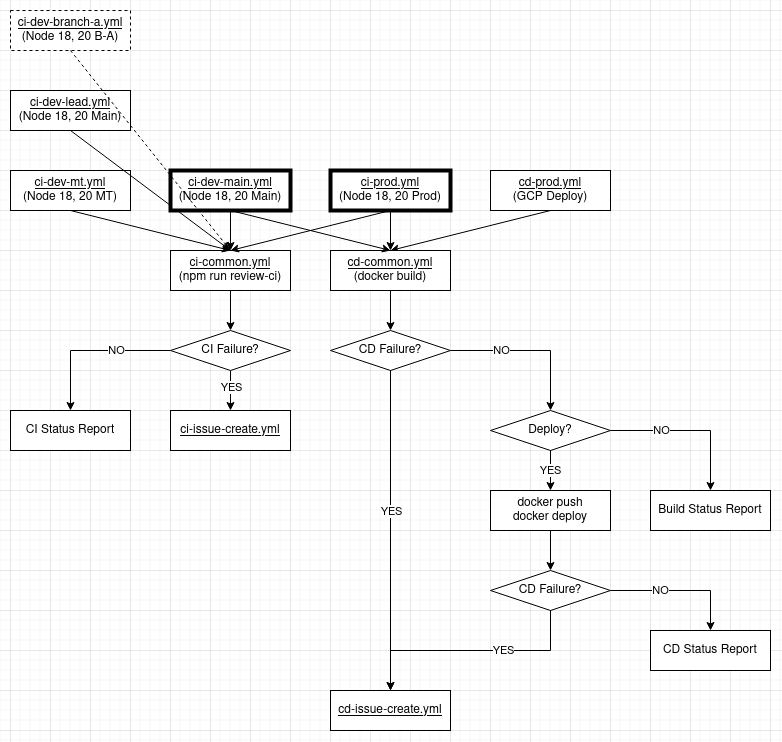 ci-dev-branch-a.yml
(Node 18, 20 B-A)
ci-dev-lead.yml
(Node 18, 20 Main)
ci-dev-mt.yml
(Node 18, 20 MT)
ci-dev-main.yml
(Node 18, 20 Main)
ci-prod.yml
(Node 18, 20 Prod)
cd-prod.yml
(GCP Deploy)
ci-common.yml
(npm run review-ci)
cd-common.yml
(docker build)
CI Failure?
CD Failure?
NO
NO
YES
CI Status Report
ci-issue-create.yml
Deploy?
NO
YES
YES
docker push
docker deploy
Build Status Report
CD Failure?
NO
YES
CD Status Report
cd-issue-create.yml